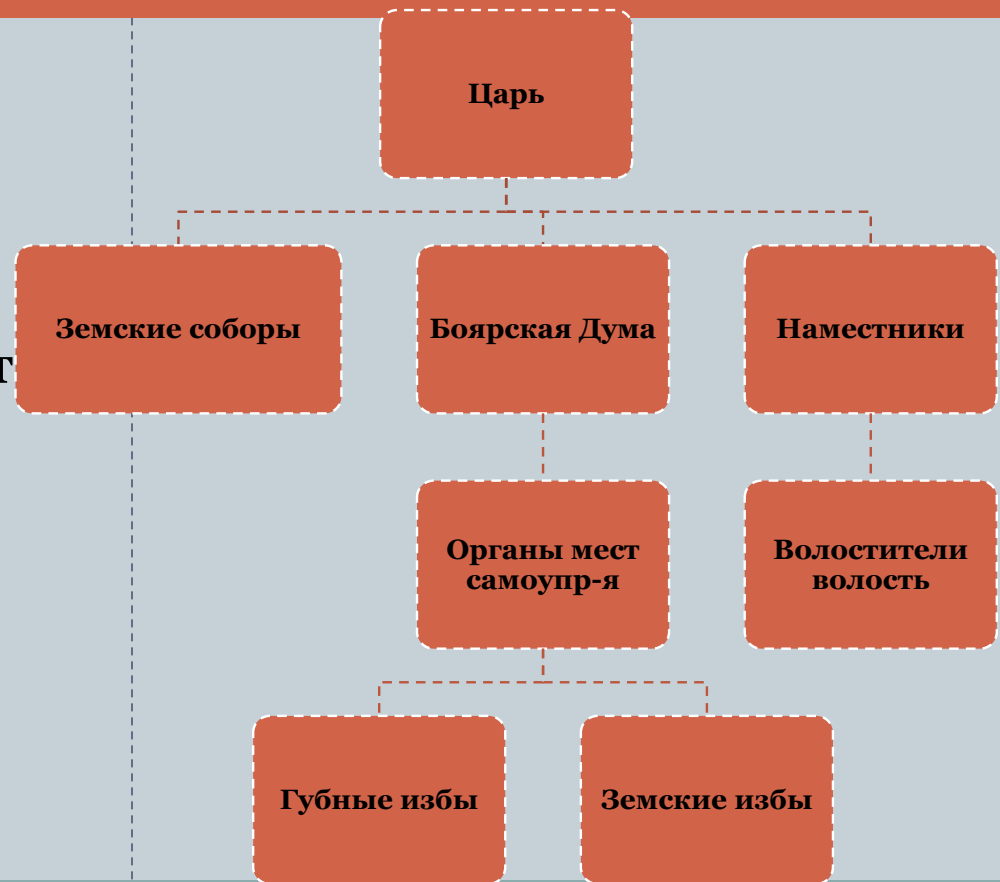 Царь
Земские соборы
Боярская Дума
Наместники
Т
Органы мест
самоупр-я
Волостители
волость
Губные избы
Земские избы